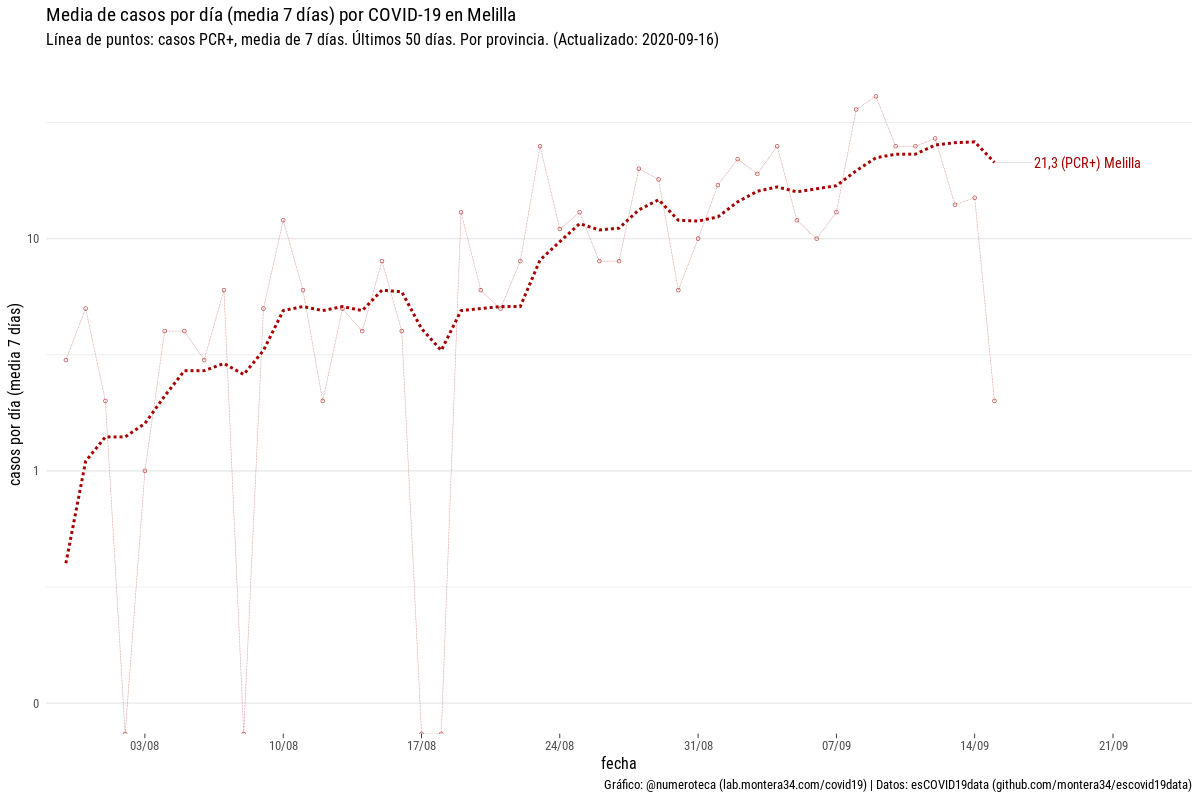 Media de casos por día (media 7 días) por COVID-19 en Melilla
Línea de puntos: casos PCR+, media de 7 días. Últimos 50 días. Por provincia. (Actualizado: 2020-09-16)
casos por día (media 7 días)
10
1
0
21,3 (PCR+) Melilla
03/08
10/08
17/08
24/08
31/08
07/09
14/09
21/09
fecha
Gráfico: @numeroteca (lab.montera34.com/covid19) | Datos: esCOVID19data (github.com/montera34/escovid19data)